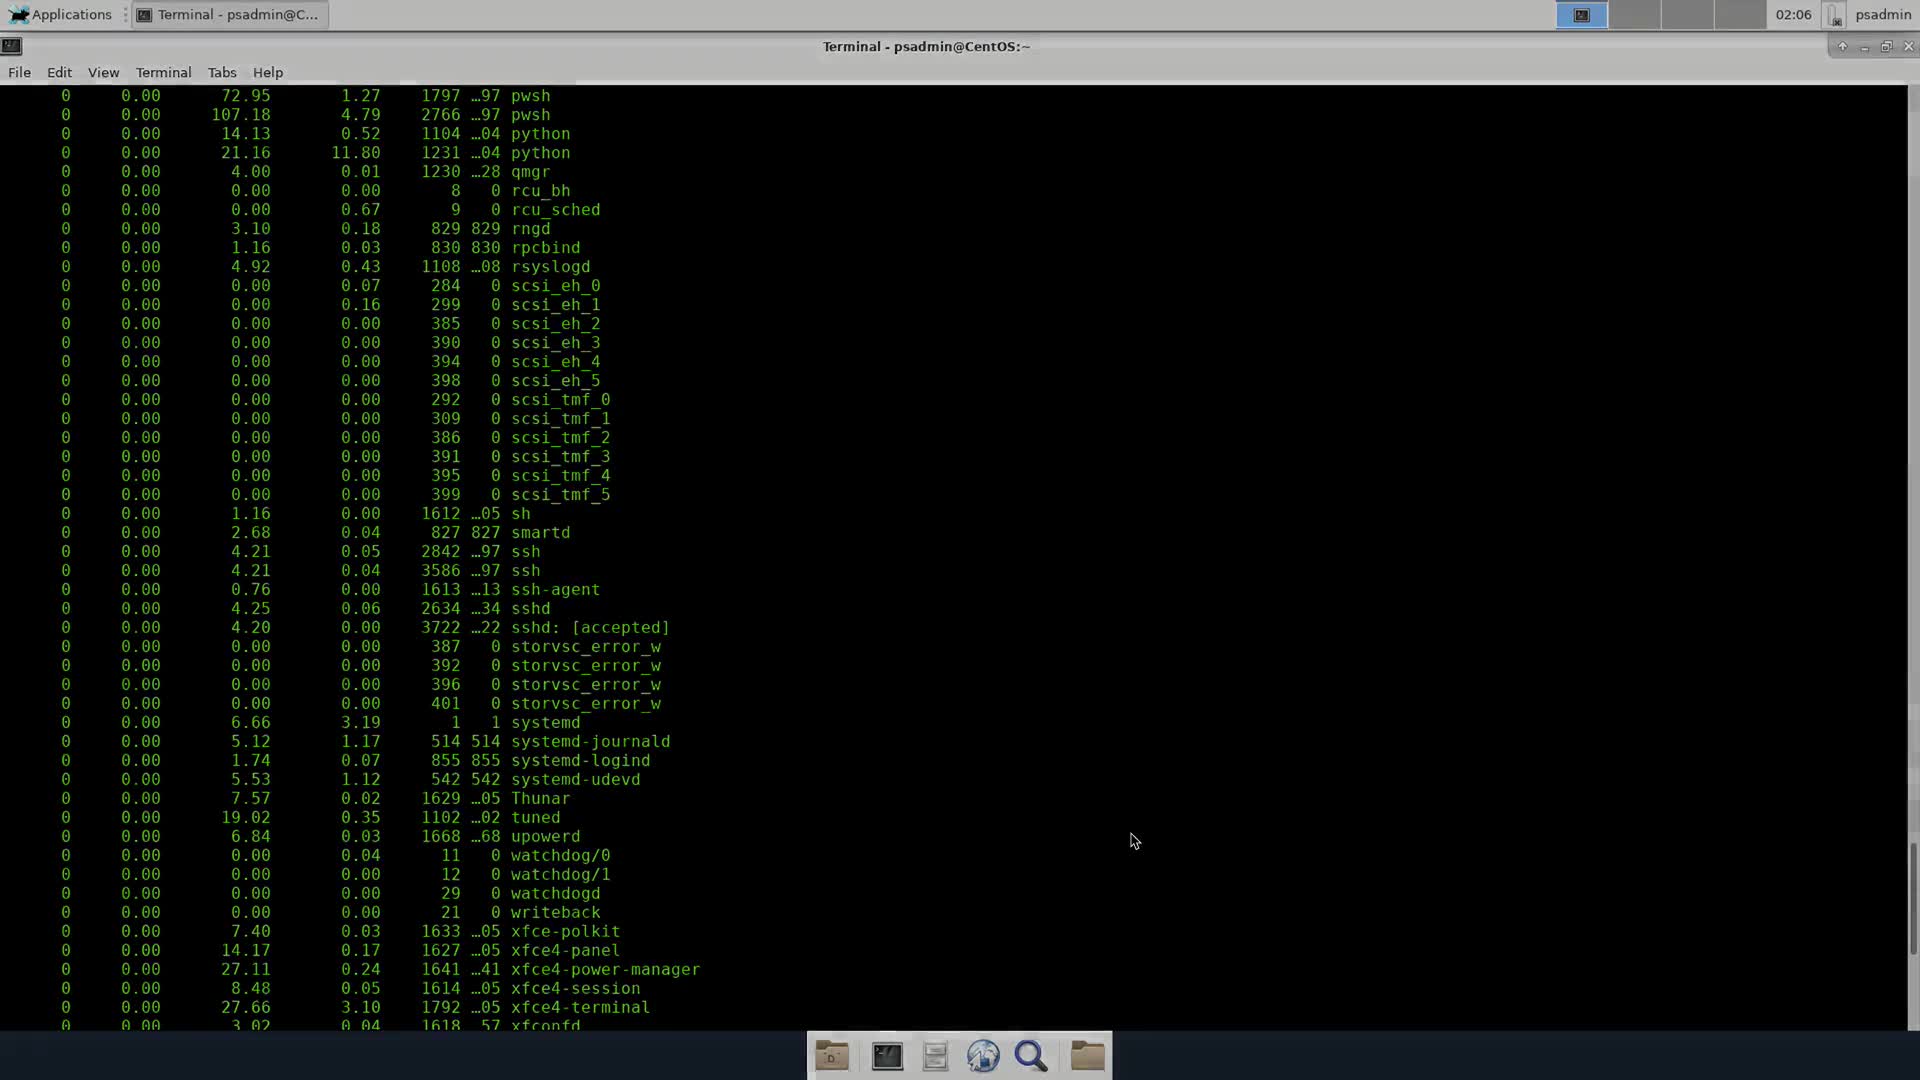 Applications
Terminal - psadmin@C...
02:06
psadmin
Terminal - psadmin@CentOS:~
File Edit View Terminal Tabs Help
0 0.00 72.95 1.27 1797 …97 pwsh
0 0.00 107.18 4.79 2766 …97 pwsh
0 0.00 14.13 0.52 1104 …04 python
0 0.00 21.16 11.80 1231 …04 python
0 0.00 4.00 0.01 1230 …28 qmgr
0 0.00 0.00 0.00 8 0 rcu_bh
0 0.00 0.00 0.67 9 0 rcu_sched
0 0.00 3.10 0.18 829 829 rngd
0 0.00 1.16 0.03 830 830 rpcbind
0 0.00 4.92 0.43 1108 …08 rsyslogd
0 0.00 0.00 0.07 284 0 scsi_eh_0
0 0.00 0.00 0.16 299 0 scsi_eh_1
0 0.00 0.00 0.00 385 0 scsi_eh_2
0 0.00 0.00 0.00 390 0 scsi_eh_3
0 0.00 0.00 0.00 394 0 scsi_eh_4
0 0.00 0.00 0.00 398 0 scsi_eh_5
0 0.00 0.00 0.00 292 0 scsi_tmf_0
0 0.00 0.00 0.00 309 0 scsi_tmf_1
0 0.00 0.00 0.00 386 0 scsi_tmf_2
0 0.00 0.00 0.00 391 0 scsi_tmf_3
0 0.00 0.00 0.00 395 0 scsi_tmf_4
0 0.00 0.00 0.00 399 0 scsi_tmf_5
0 0.00 1.16 0.00 1612 …05 sh
0 0.00 2.68 0.04 827 827 smartd
0 0.00 4.21 0.05 2842 …97 ssh
0 0.00 4.21 0.04 3586 …97 ssh
0 0.00 0.76 0.00 1613 …13 ssh-agent
0 0.00 4.25 0.06 2634 …34 sshd
0 0.00 4.20 0.00 3722 …22 sshd: [accepted]
0 0.00 0.00 0.00 387 0 storvsc_error_w
0 0.00 0.00 0.00 392 0 storvsc_error_w
0 0.00 0.00 0.00 396 0 storvsc_error_w
0 0.00 0.00 0.00 401 0 storvsc_error_w
0 0.00 6.66 3.19 1 1 systemd
0 0.00 5.12 1.17 514 514 systemd-journald
0 0.00 1.74 0.07 855 855 systemd-logind
0 0.00 5.53 1.12 542 542 systemd-udevd
0 0.00 7.57 0.02 1629 …05 Thunar
0 0.00 19.02 0.35 1102 …02 tuned
0 0.00 6.84 0.03 1668 …68 upowerd
0 0.00 0.00 0.04 11 0 watchdog/0
0 0.00 0.00 0.00 12 0 watchdog/1
0 0.00 0.00 0.00 29 0 watchdogd
0 0.00 0.00 0.00 21 0 writeback
0 0.00 7.40 0.03 1633 …05 xfce-polkit
0 0.00 14.17 0.17 1627 …05 xfce4-panel
0 0.00 27.11 0.24 1641 …41 xfce4-power-manager
0 0.00 8.48 0.05 1614 …05 xfce4-session
0 0.00 27.66 3.10 1792 …05 xfce4-terminal
0 0.00 3.02 0.04 1618 57 xfconfd